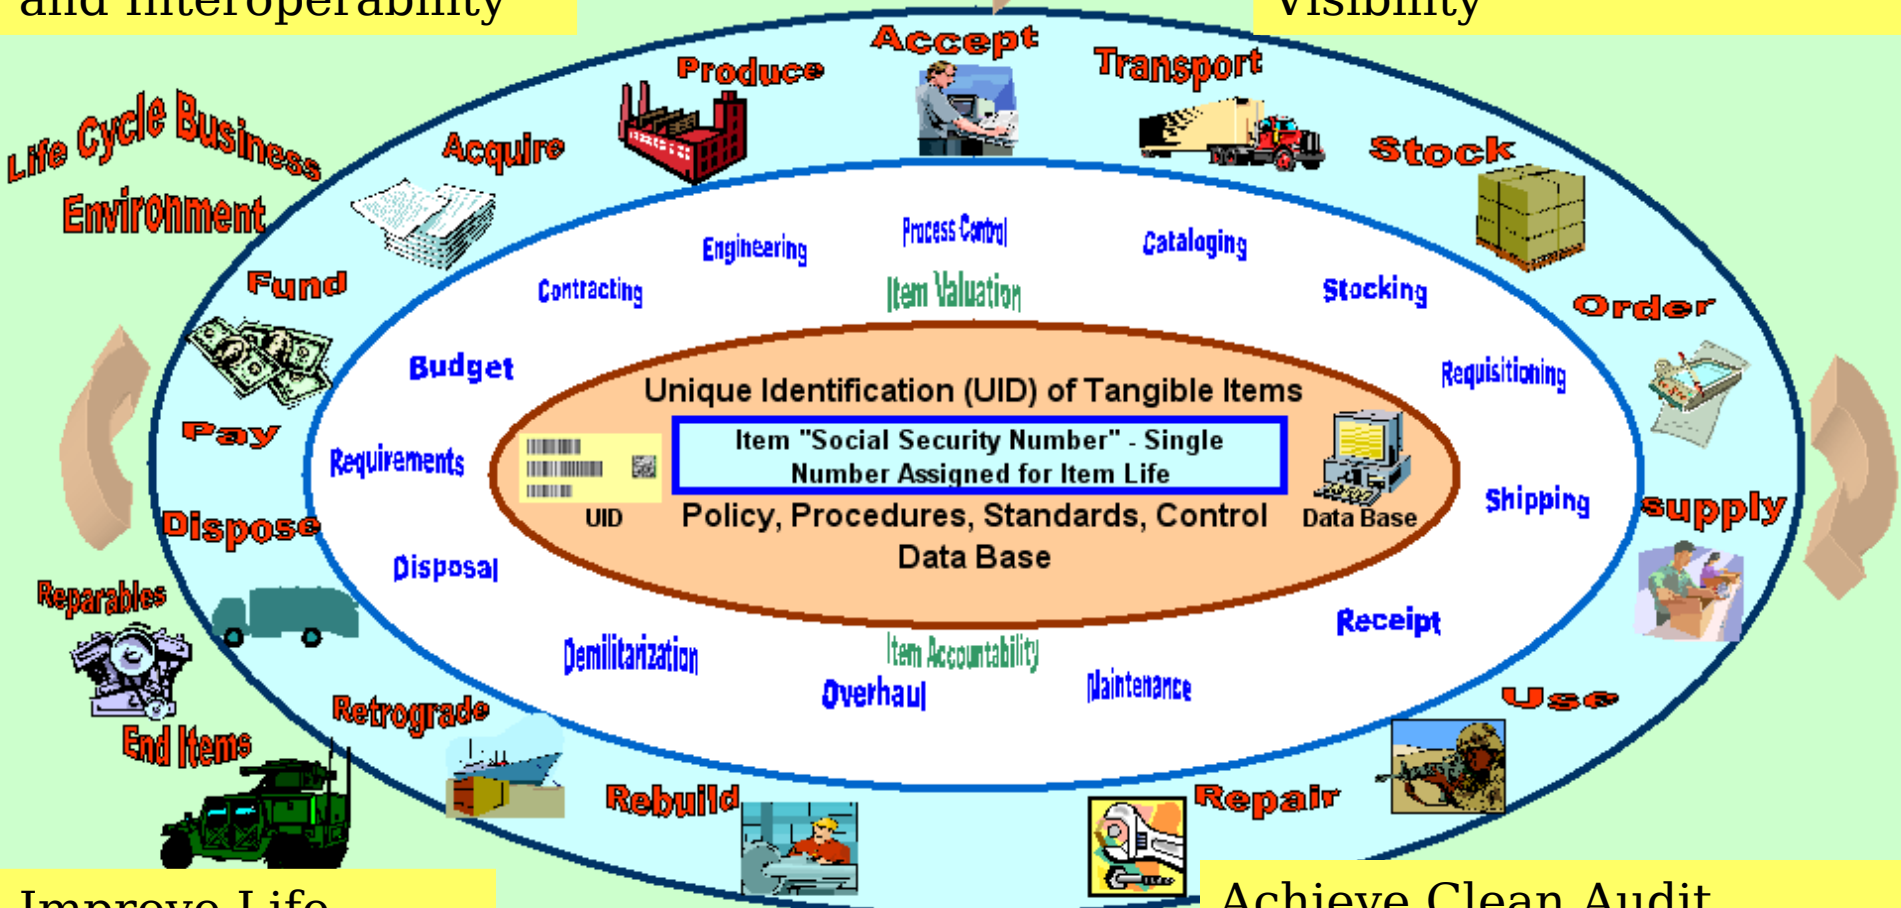 and Interoperability
Visibility
Accept
Produce
Transport
Life Cycle Business
Environment
Acquire
Stock
Process Control
Engineering
Cataloging
Fund
Contracting
Item Valuation
Stocking
Order
Budget
Requisitioning
Unique Identification (UID) of Tangible Items
Pay
Item "Social Security Number" - Single
Number Assigned for Item Life
Requirements
Shipping
supply
UID
Policy, Procedures, Standards, Control
Data Base
Data Base
Dispose
Disposal
Reparables
Receipt
Demilitarization
Item Accountability
Overhaul
Maintenance
Use
Retrograde
End Items
Rebuild
Repair
Improve Life
Achieve Clean Audit